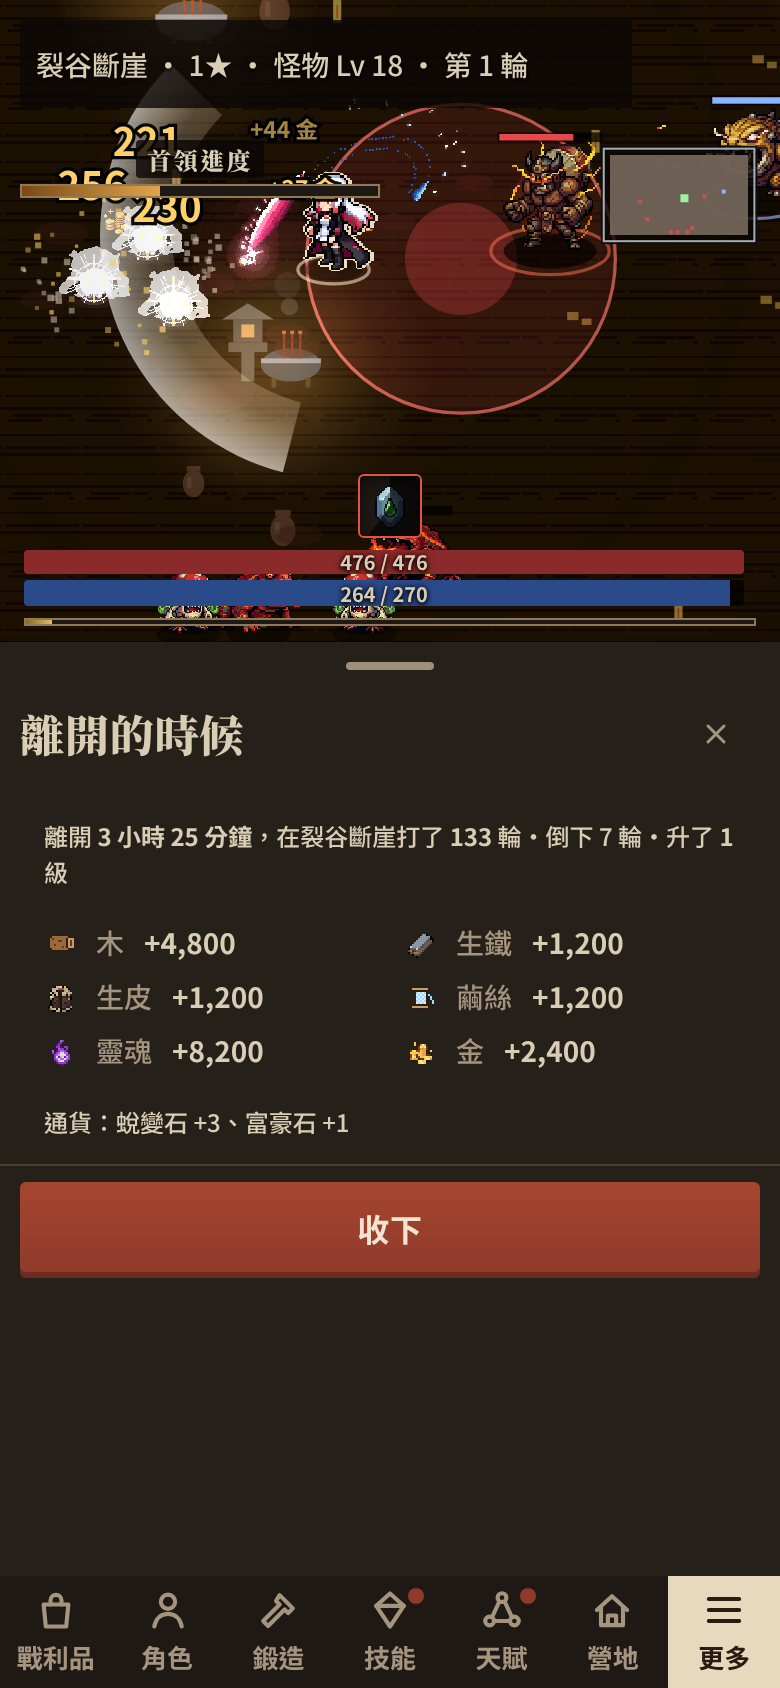 裂谷斷崖 • 1★ • 怪物 Lv 18 • 第 1 輪
221
+44 金
首領進度
256
+27 金
230
476 / 476
264 / 270
離開的時候
離開 3 小時 25 分鐘，在裂谷斷崖打了 133 輪・倒下 7 輪・升了 1
級
木 +4,800
生鐵 +1,200
生皮 +1,200
繭絲 +1,200
靈魂 +8,200
金 +2,400
通貨：蛻變石 +3、富豪石 +1
收下
戰利品
角色
鍛造
技能
天賦
營地
更多